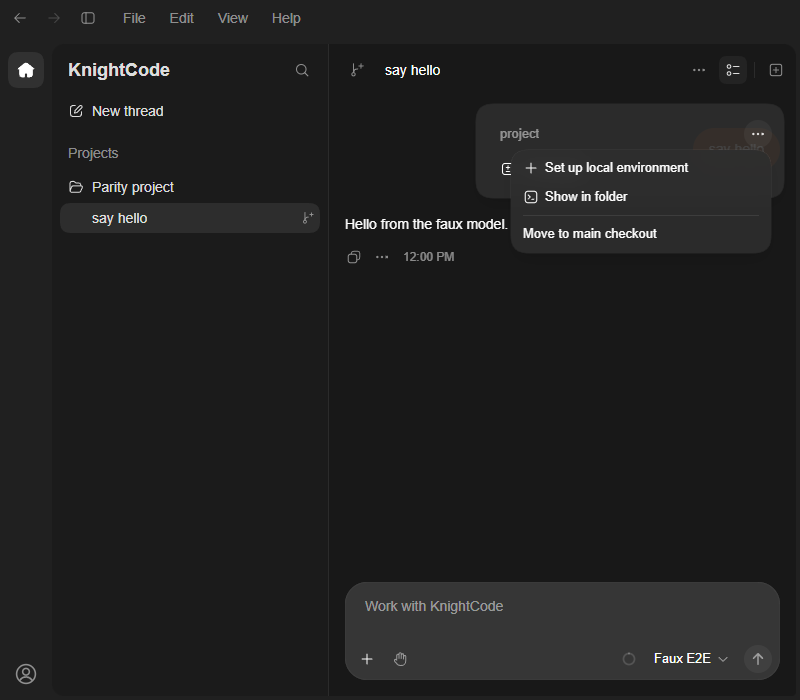 File Edit View Help
KnightCode
New thread
Projects
Parity project
say hello
say hello
project
say hello
Set up local environment
Show in folder
Move to main checkout
Hello from the faux model.
12:00 PM
Work with KnightCode
Faux E2E